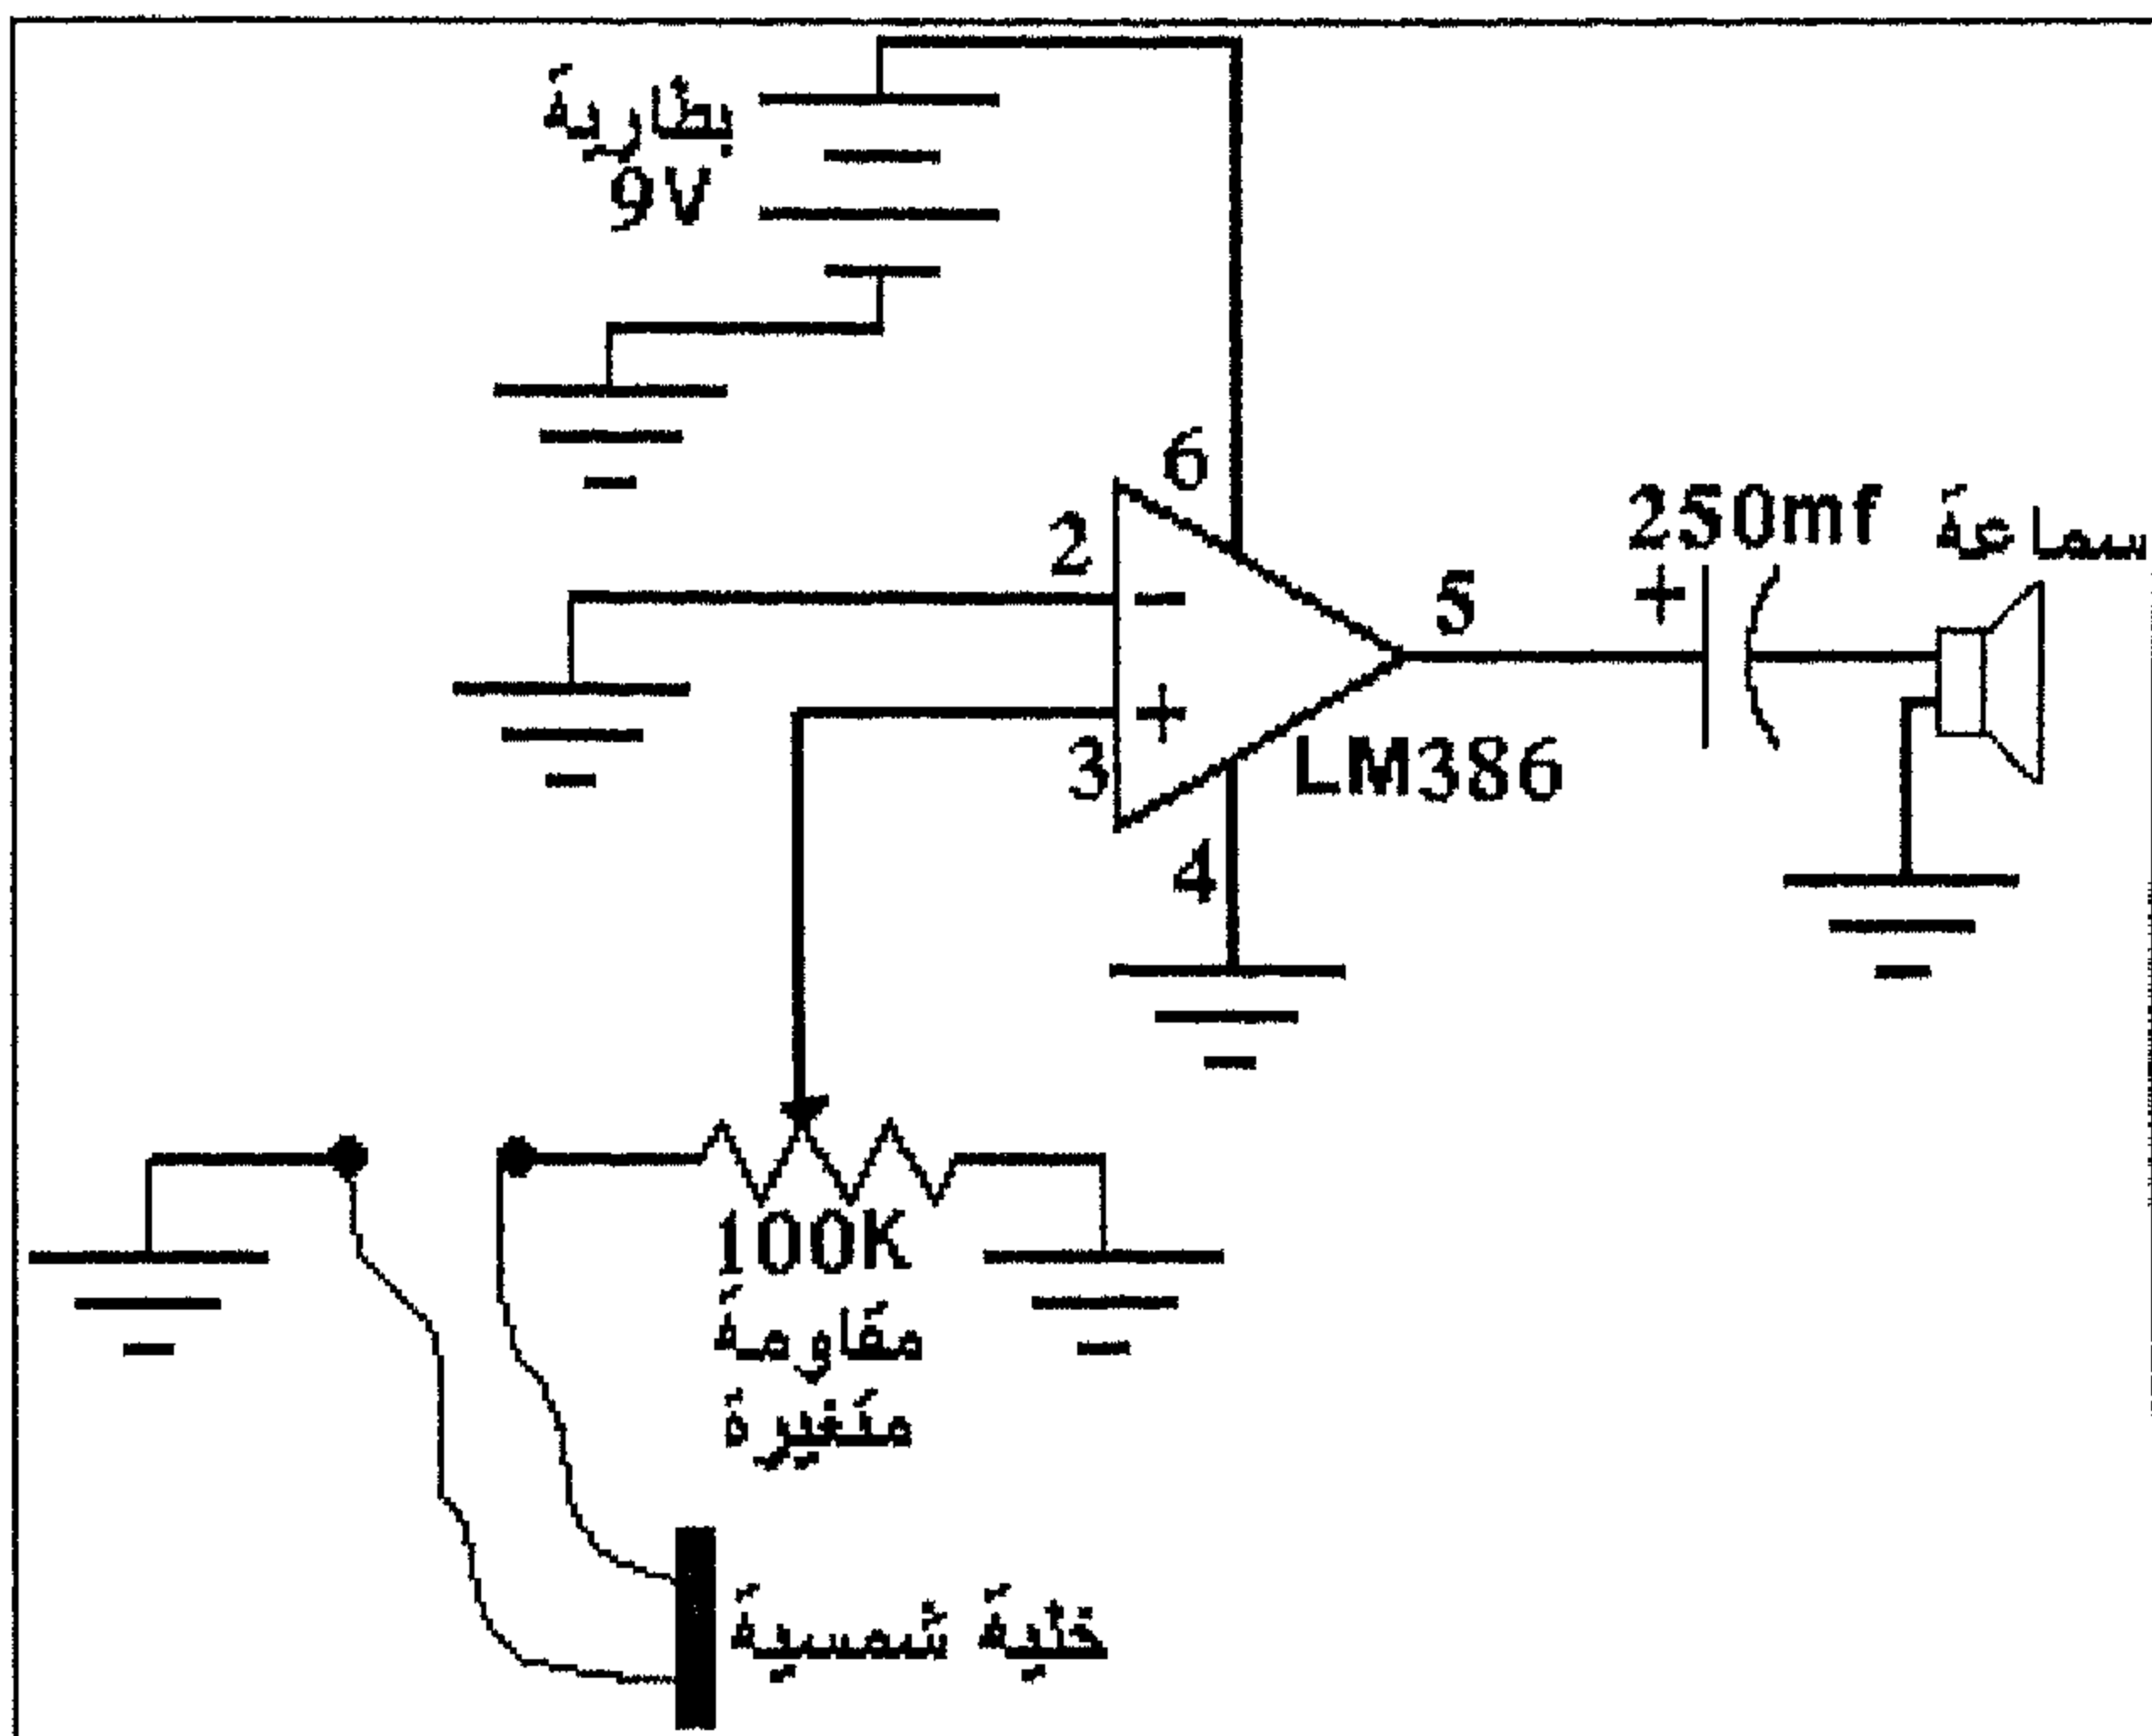 بطارية
9V
6
2
-
250mf
سماعة
+
5
+
3
LM386
4
100K
مقاومة
متغيرة
خلية شمسية